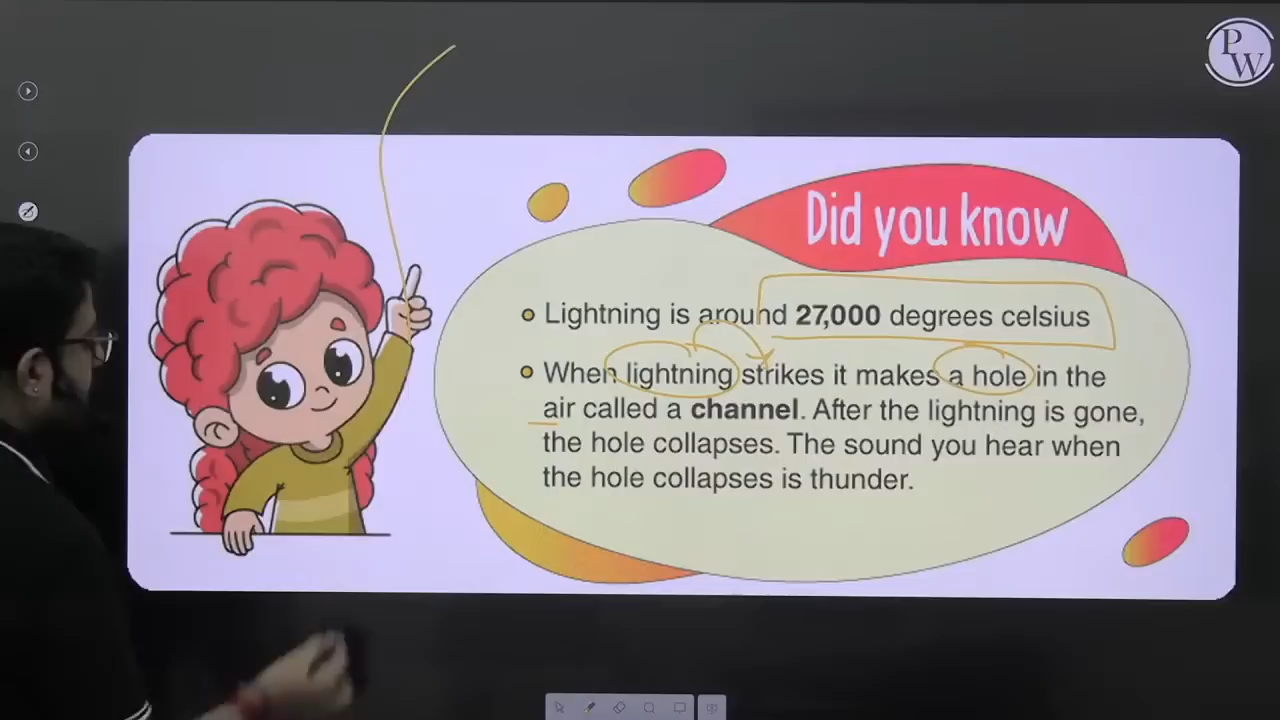 PW
Did you know
Lightning is around 27,000 degrees celsius
When lightning strikes it makes a hole in the
air called a channel. After the lightning is gone,
the hole collapses. The sound you hear when
the hole collapses is thunder.